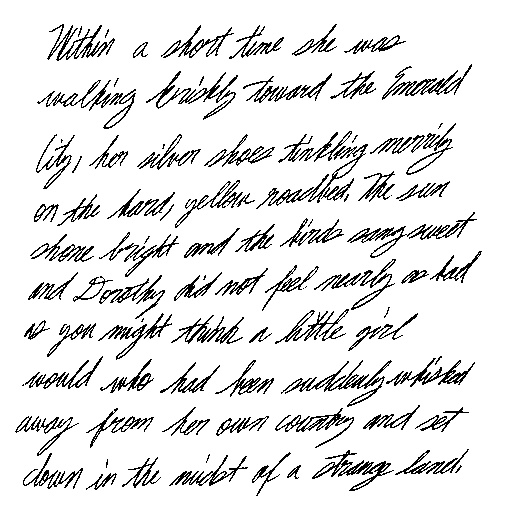 Within a short time she was
walking briskly toward the Emerald
City, her silver shoes tinkling merrily
on the hard, yellow roadbed. The sun
shone bright and the birds sang sweet
and Dorothy did not feel nearly as bad
as you might think a little girl
would who had been suddenly whisked
away from her own country and set
down in the midst of a strange land.